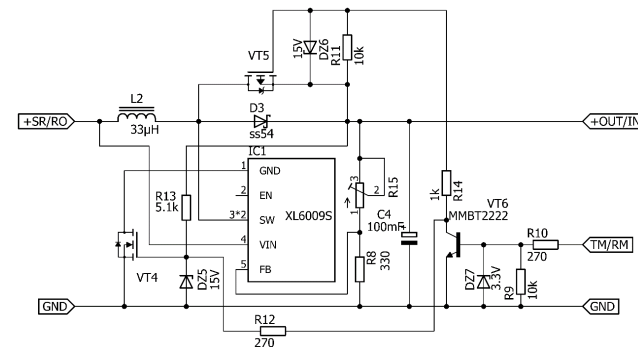 15V
DZ6
R11
10k
VT5
L2
33µH
D3
ss54
+SR/RO
+OUT/IN
IC1
1
GND
2
EN
3*2
SW
XL6009S
4
VIN
5
FB
R13
5.1k
3
2
1
R15
C4
100mF
R8
330
1k
R14
VT6
MMBT2222
R10
270
TM/RM
VT4
DZ5
15V
DZ7
3.3V
R9
10k
GND
GND
R12
270